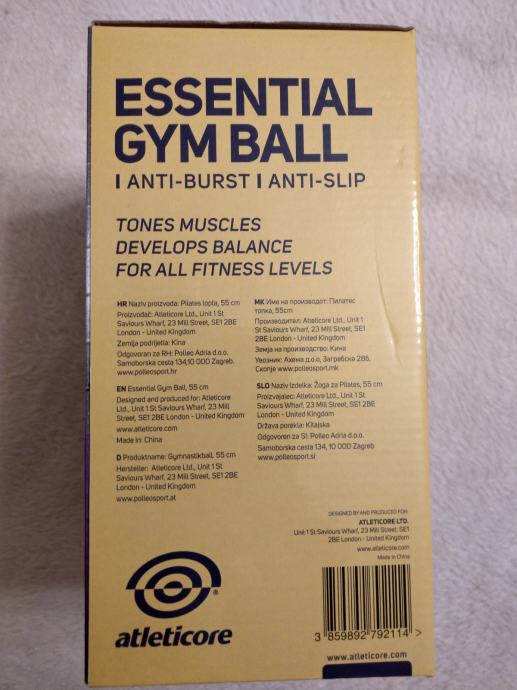 ESSENTIAL
GYM BALL
I ANTI-BURST I ANTI-SLIP
TONES MUSCLES
DEVELOPS BALANCE
FOR ALL FITNESS LEVELS
HR Naziv proizvoda: Pilates lopta, 55 cm
Proizvođač: Atleticore Ltd., Unit 1 St
Saviours Wharf, 23 Mill Street, SE1 2BE
London - United Kingdom
Zemlja podrijetla: Kina
Odgovoran za RH: Polleo Adria d.o.o.
Samoborska cesta 134,10 000 Zagreb.
www.polleosport.hr
EN Essential Gym Ball, 55 cm
Designed and produced for: Atleticore
Ltd., Unit 1 St Saviours Wharf, 23 Mill
Street, SE1 2BE London - United Kingdom
www.atleticore.com
Made in: China
D Produktname: Gymnastikball, 55 cm
Hersteller: Atleticore Ltd., Unit 1 St
Saviours Wharf, 23 Mill Street, SE1 2BE
London - United Kingdom
www.polleosport.at
MK Име на производот: Пилатес
топка, 55cm
Производител: Atleticore Ltd., Unit 1
St Saviours Wharf, 23 Mill Street, SE1
2BE London - United Kingdom
Земја на производство: Кина
Увозник: Ахема д.о.о, Загребска 28б,
Скопје www.polleosport.mk
SLO Naziv izdelka: Žoga za Pilates, 55 cm
Proizvajalec: Atleticore Ltd., Unit 1 St
Saviours Wharf, 23 Mill Street, SE1 2BE
London - United Kingdom
Država porekla: Kitajska
Odgovoren za SI: Polleo Adria d.o.o.
Samoborska cesta 134, 10 000 Zagreb
www.polleosport.si
DESIGNED BY AND PRODUCED FOR:
ATLETICORE LTD.
Unit 1 St Saviours Wharf, 23 Mill Street, SE1
2BE London - United Kingdom
www.atleticore.com
Made in China
®
atleticore
3 859892 792114 >
www.atleticore.com